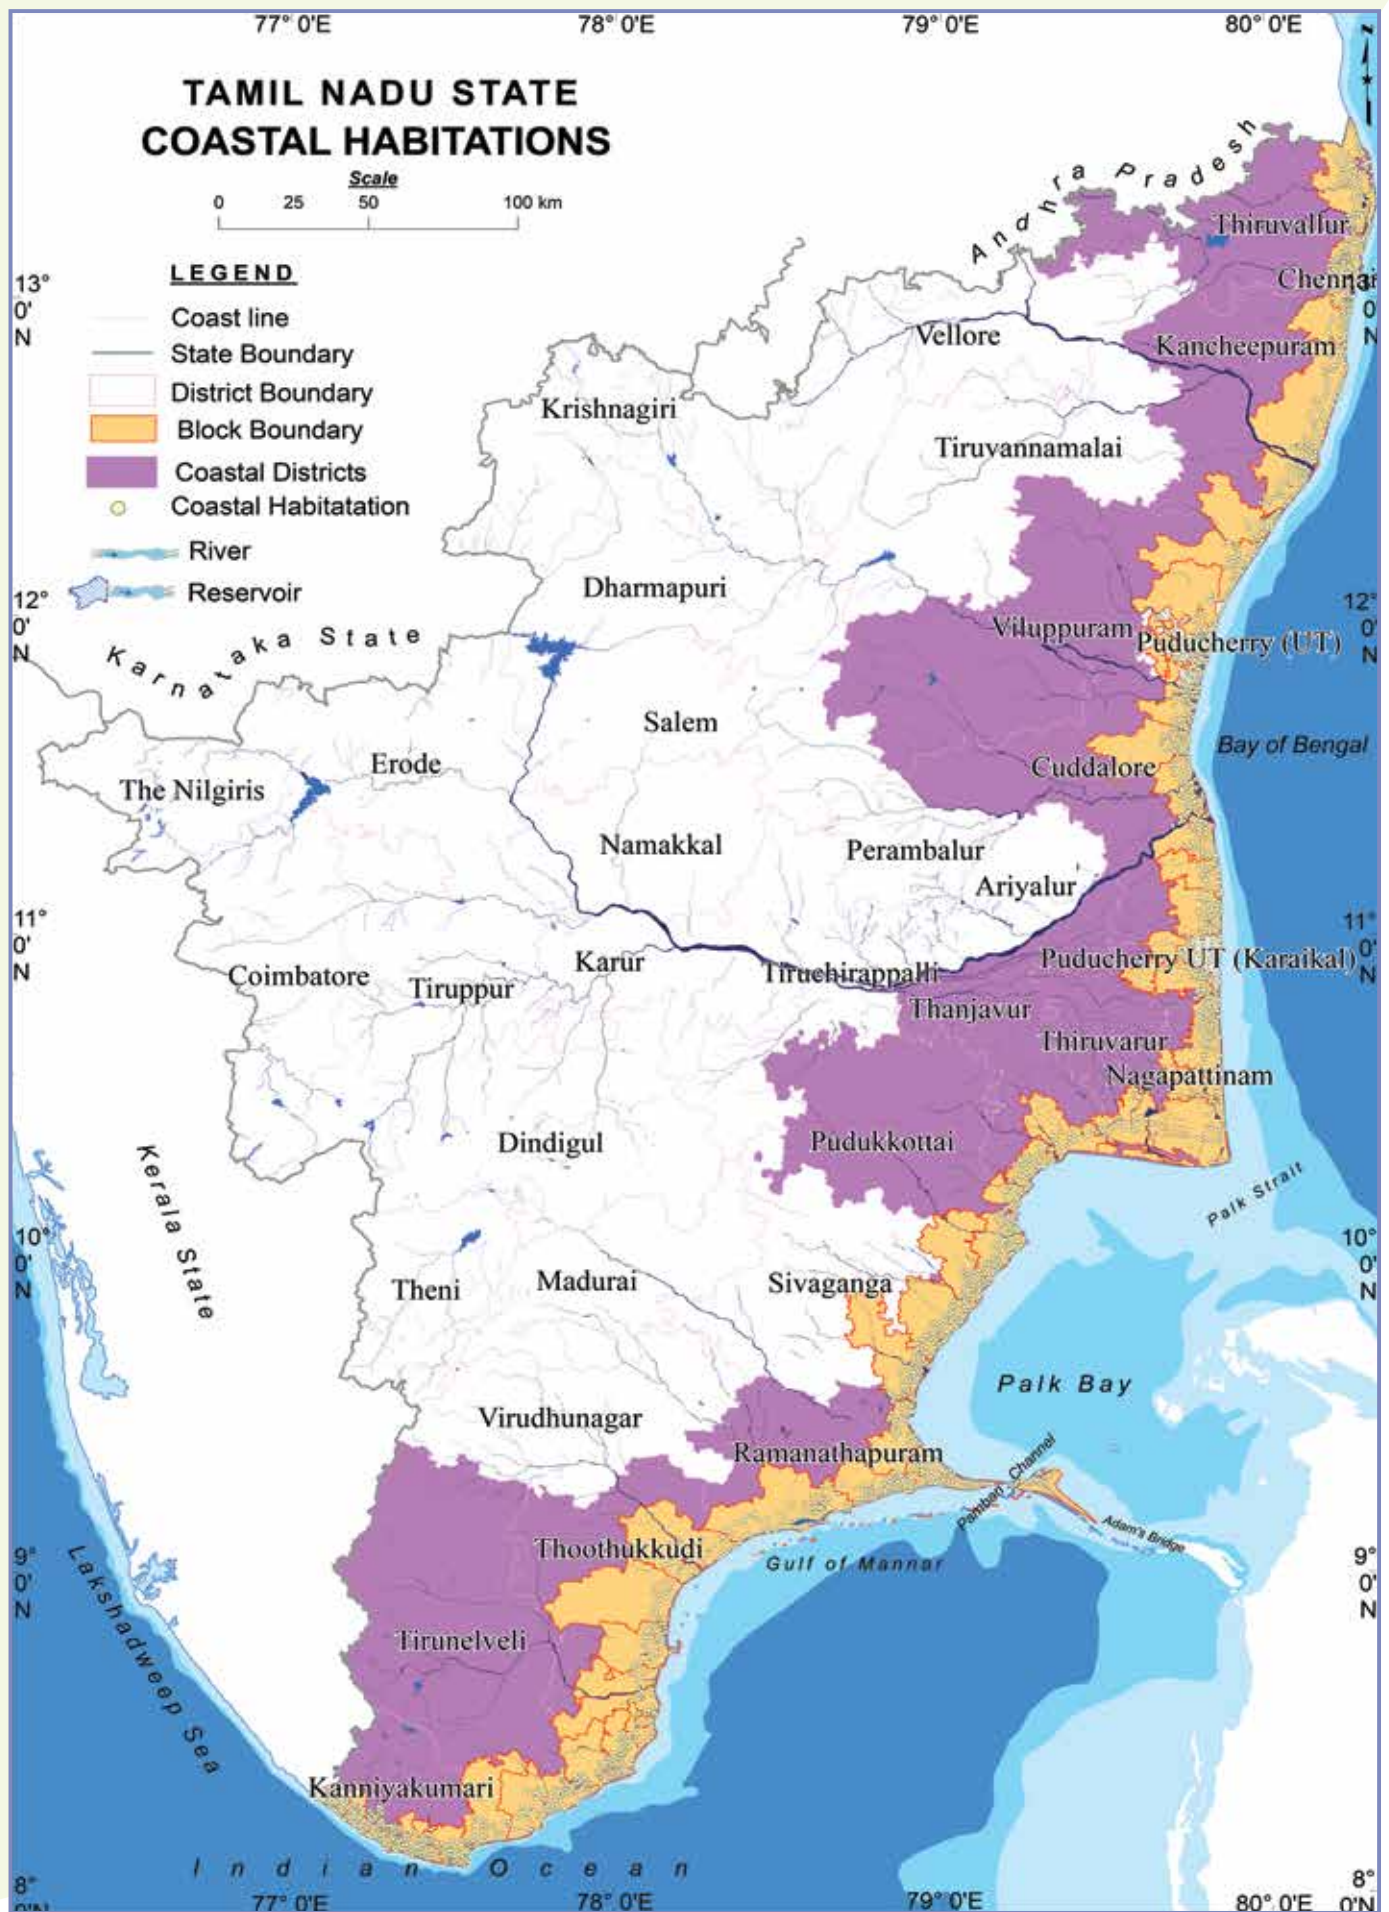 77° 0'E
78° 0'E
79° 0'E
80° 0'E
TAMIL NADU STATE
COASTAL HABITATIONS
Scale
0 25 50 100 km
LEGEND
Coast line
State Boundary
District Boundary
Block Boundary
Coastal Districts
Coastal Habitatation
River
Reservoir
Andhra Pradesh
Thiruvallur
Chennai
13°
0'
N
13°
0'
N
Vellore
Kancheepuram
Krishnagiri
Tiruvannamalai
Dharmapuri
12°
0'
N
12°
0'
N
Karnataka State
Viluppuram
Puducherry (UT)
Salem
Bay of Bengal
Erode
Cuddalore
The Nilgiris
Namakkal
Perambalur
Ariyalur
11°
0'
N
11°
0'
N
Karur
Puducherry UT (Karaikal)
Coimbatore
Tiruppur
Tiruchirappalli
Thanjavur
Thiruvarur
Nagapattinam
Dindigul
Pudukkottai
Kerala State
Palk Strait
10°
0'
N
10°
0'
N
Theni
Madurai
Sivaganga
Palk Bay
Virudhunagar
Ramanathapuram
Pamban Channel
Adam's Bridge
Thoothukkudi
Gulf of Mannar
9°
0'
N
9°
0'
N
Lakshadweep Sea
Tirunelveli
Kanniyakumari
Indian Ocean
8°
0'N
8°
0'N
77° 0'E
78° 0'E
79° 0'E
80° 0'E